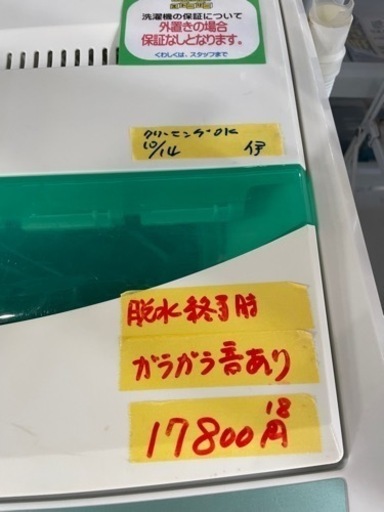 洗濯機の保証について
外置きの場合
保証なしとなります。
くわしくは、スタッフまで
クリーニングOK
10/14 伊
脱水終了時
ガラガラ音あり
18
17800円